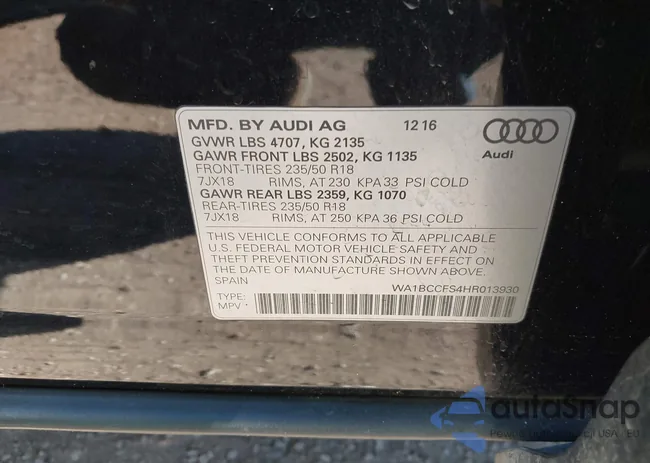 MFD. BY AUDI AG 12 16
GVWR LBS 4707, KG 2135
GAWR FRONT LBS 2502, KG 1135
FRONT-TIRES 235/50 R18
7JX18 RIMS, AT 230 KPA 33 PSI COLD
GAWR REAR LBS 2359, KG 1070
REAR-TIRES 235/50 R18
7JX18 RIMS, AT 250 KPA 36 PSI COLD
Audi
THIS VEHICLE CONFORMS TO ALL APPLICABLE
U.S. FEDERAL MOTOR VEHICLE SAFETY AND
THEFT PREVENTION STANDARDS IN EFFECT ON
THE DATE OF MANUFACTURE SHOWN ABOVE.
SPAIN
WA1BCCFS4HR013930
TYPE:
MPV
autoSnap